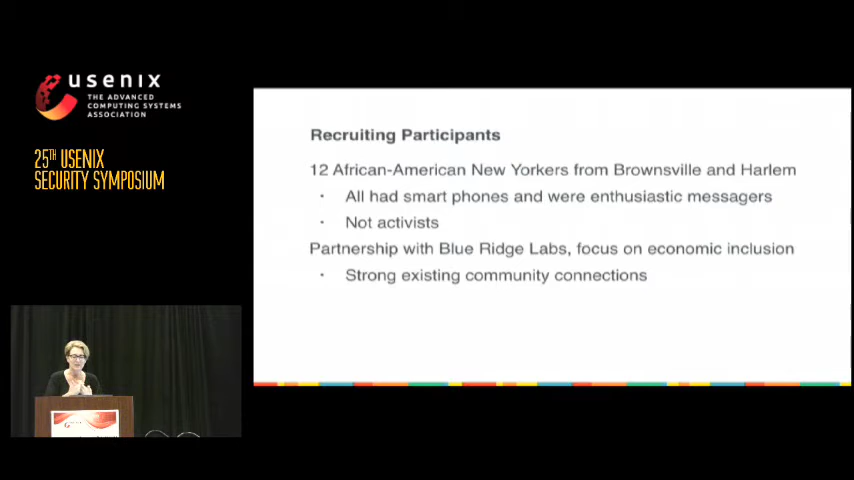 usenix
THE ADVANCED
COMPUTING SYSTEMS
ASSOCIATION
25TH USENIX
SECURITY SYMPOSIUM
Recruiting Participants
12 African-American New Yorkers from Brownsville and Harlem
· All had smart phones and were enthusiastic messagers
· Not activists
Partnership with Blue Ridge Labs, focus on economic inclusion
· Strong existing community connections